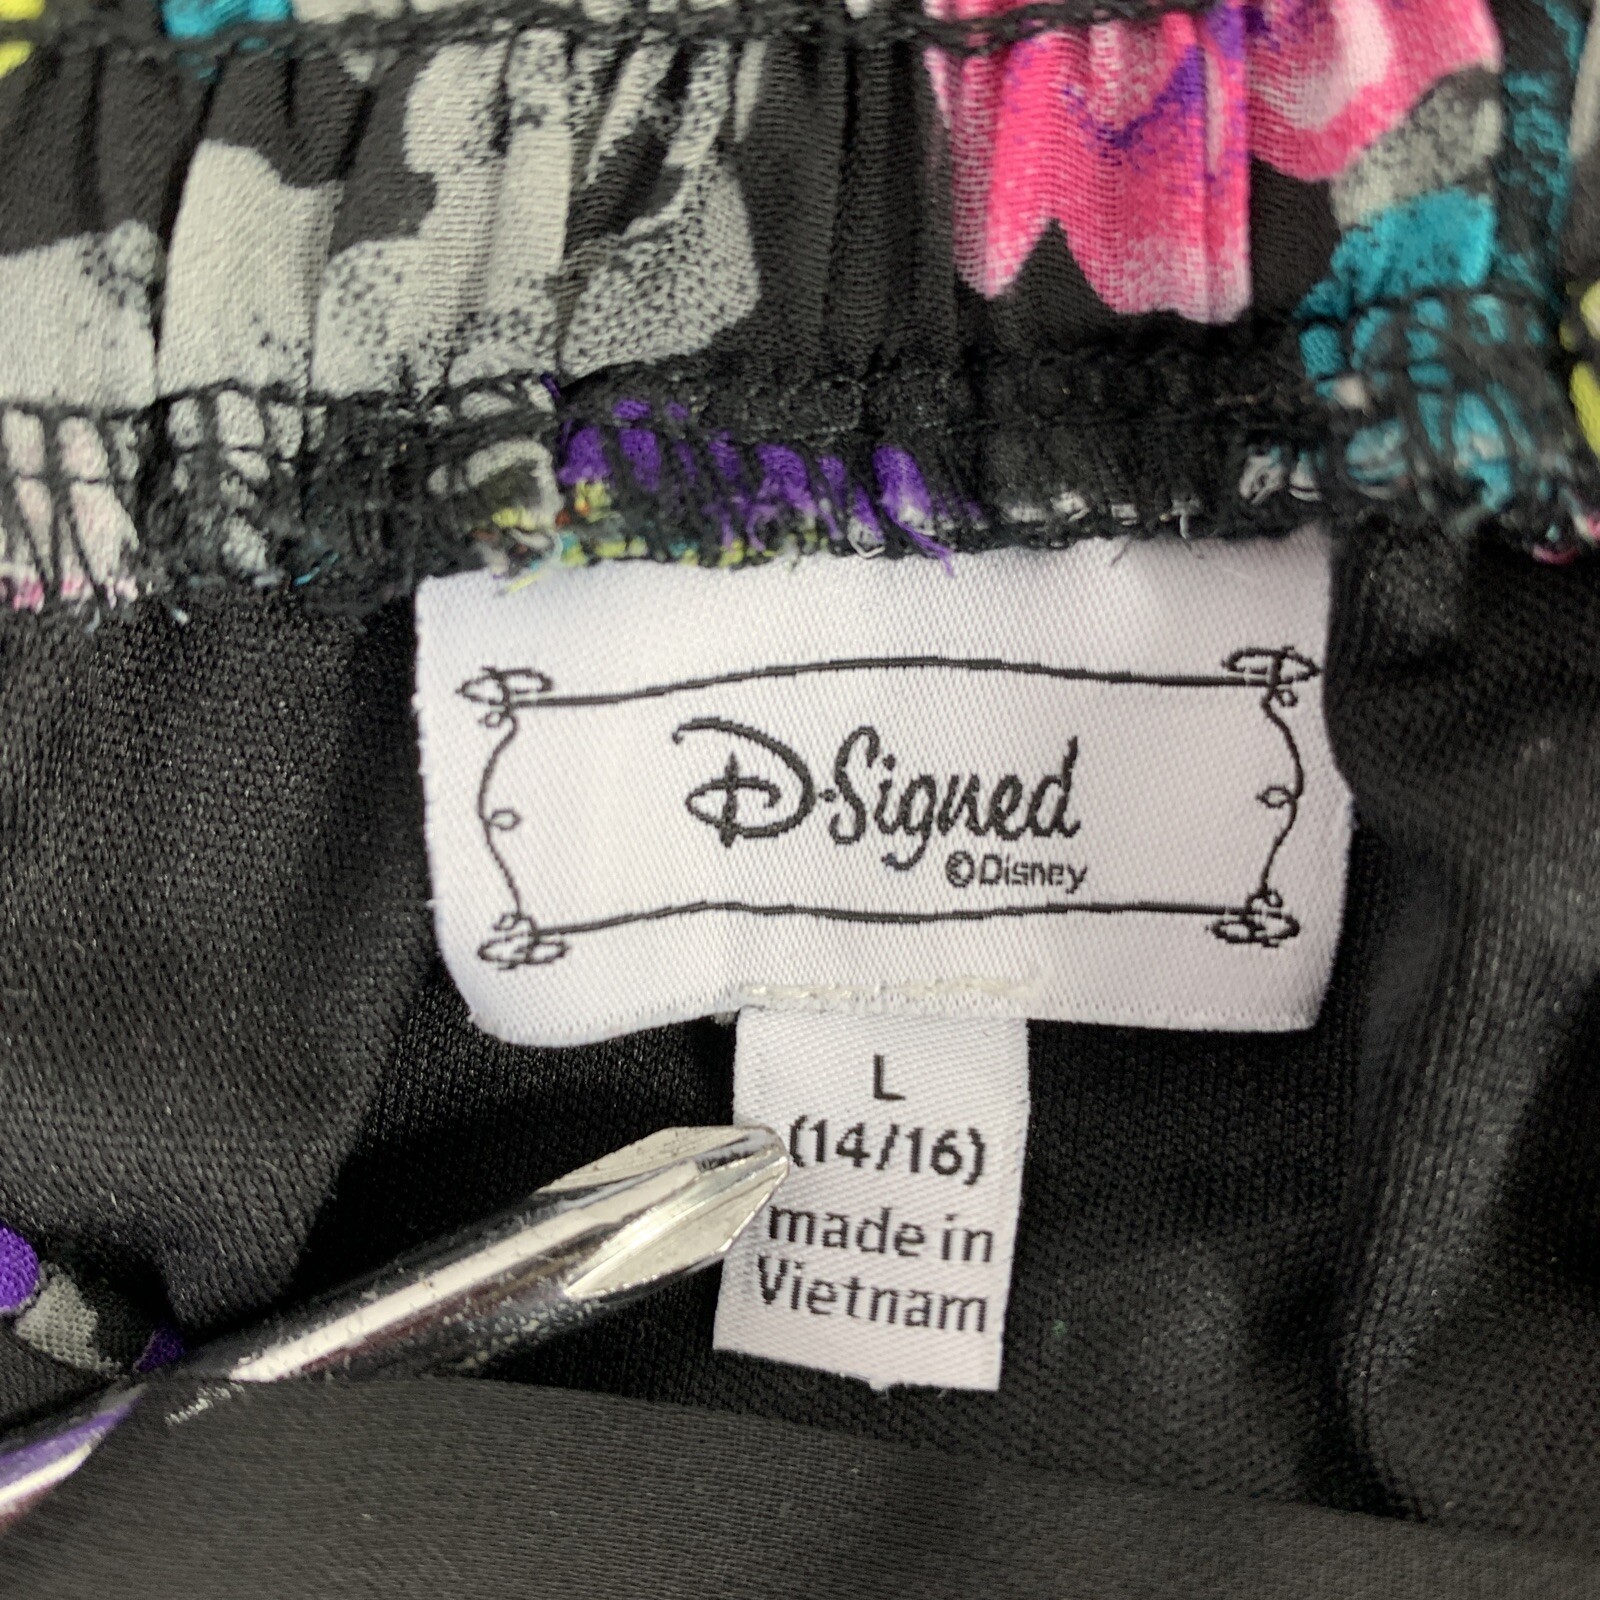 D-Signed
©Disney
L
(14/16)
made in
Vietnam